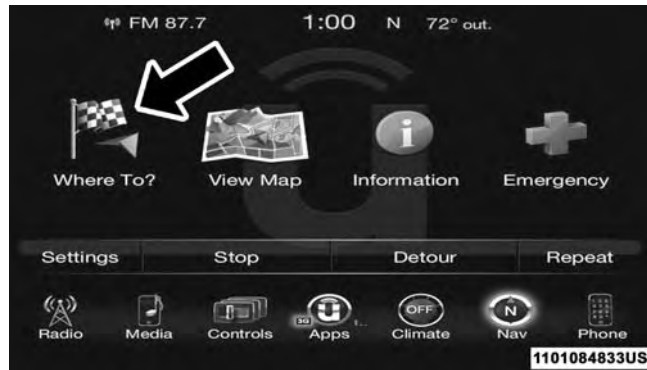 FM 87.7 1:00 N 72° out.
Where To? View Map Information Emergency
Settings Stop Detour Repeat
OFF N
3G
Radio Media Controls Apps Climate Nav Phone
1101084833US